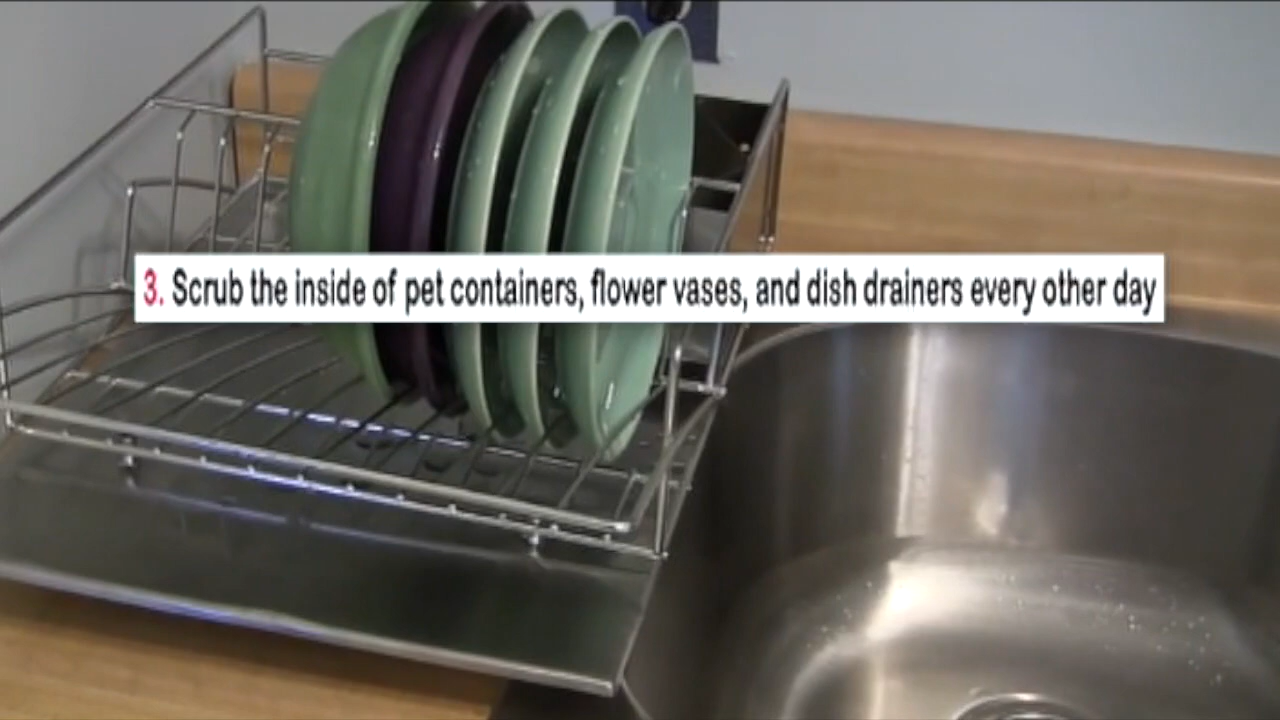 3. Scrub the inside of pet containers, flower vases, and dish drainers every other day